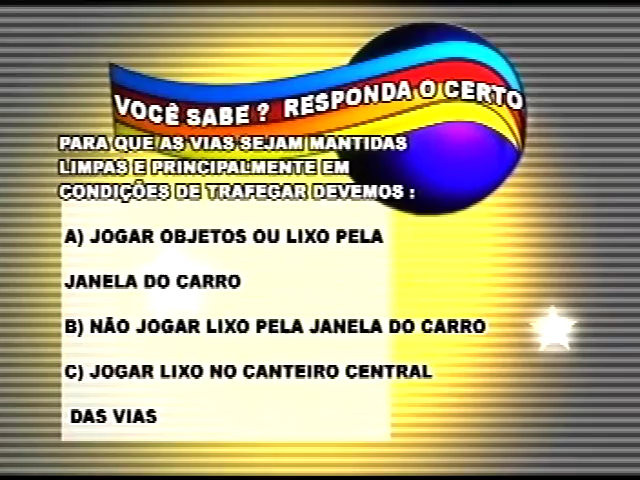 VOCÊ SABE ? RESPONDA O CERTO
PARA QUE AS VIAS SEJAM MANTIDAS
LIMPAS E PRINCIPALMENTE EM
CONDIÇÕES DE TRAFEGAR DEVEMOS :
A) JOGAR OBJETOS OU LIXO PELA
JANELA DO CARRO
B) NÃO JOGAR LIXO PELA JANELA DO CARRO
C) JOGAR LIXO NO CANTEIRO CENTRAL
DAS VIAS